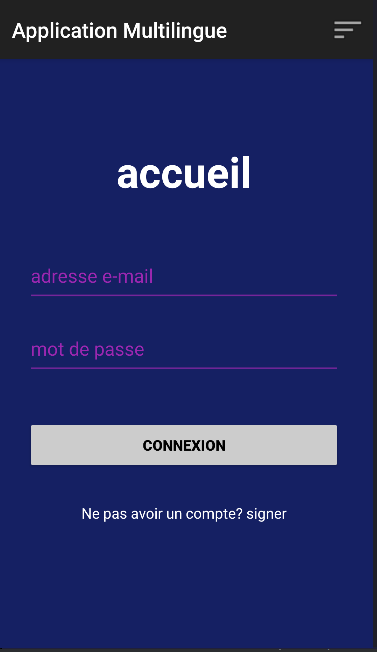 Application Multilingue
accueil
adresse e-mail
mot de passe
CONNEXION
Ne pas avoir un compte? signer